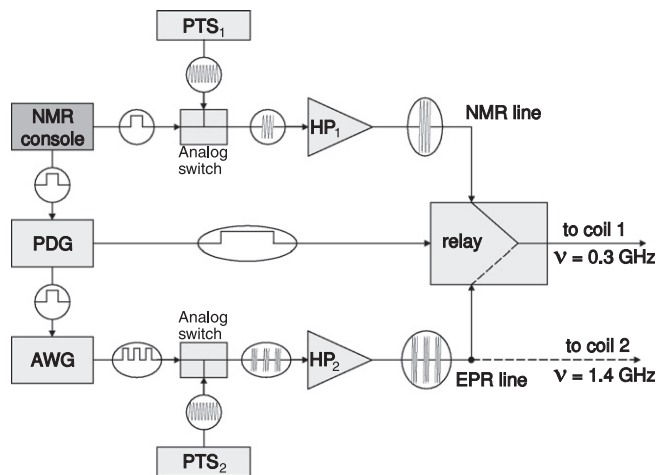 PTS₁
NMR
console
Analog
switch
HP₁
NMR line
PDG
relay
to coil 1
ν = 0.3 GHz
AWG
Analog
switch
HP₂
EPR line
to coil 2
ν = 1.4 GHz
PTS₂